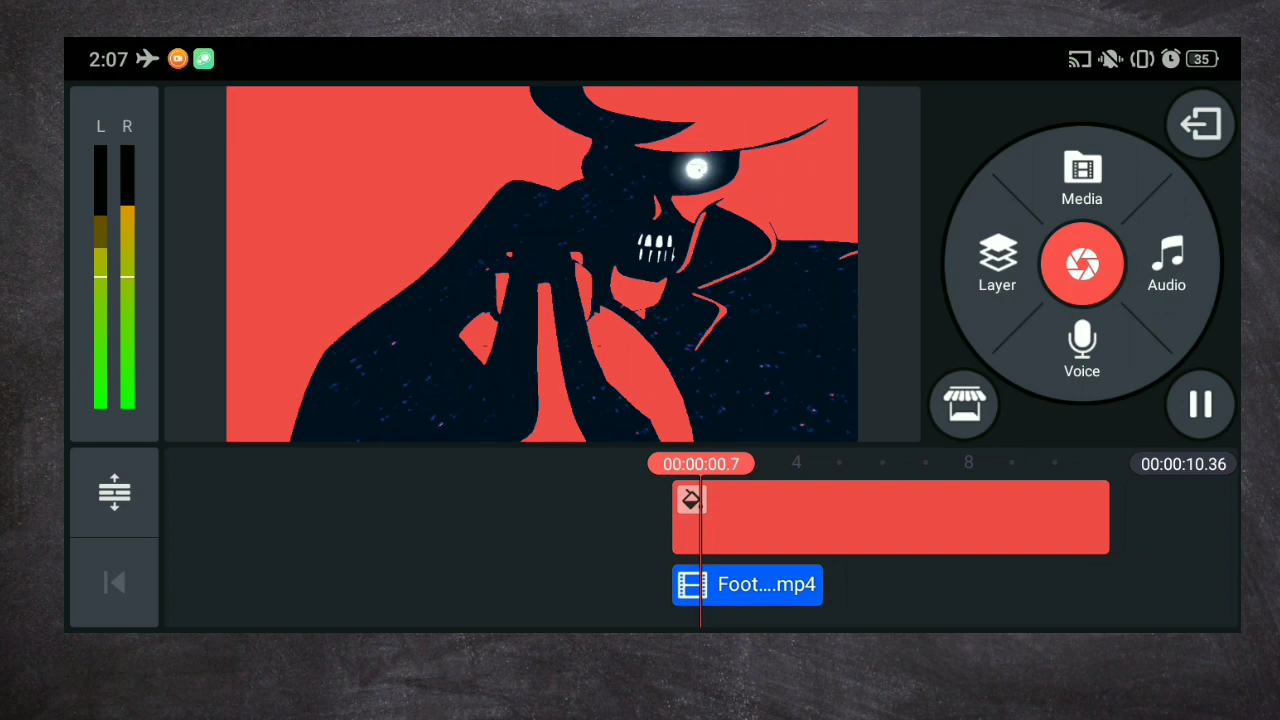 2:07
35
L R
Media
Layer
Audio
Voice
00:00:00.7
4
8
00:00:10.36
Foot....mp4